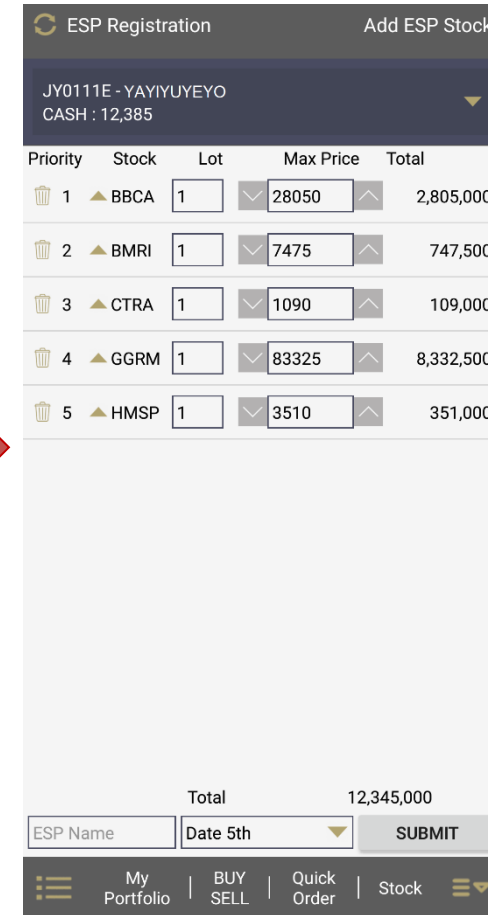 ESP Registration Add ESP Stock
JY0111E - YAYIYUYEYO
CASH : 12,385
Priority Stock Lot Max Price Total
1 BBCA 1 28050 2,805,000
2 BMRI 1 7475 747,500
3 CTRA 1 1090 109,000
4 GGRM 1 83325 8,332,500
5 HMSP 1 3510 351,000
Total 12,345,000
ESP Name Date 5th SUBMIT
My Portfolio | BUY SELL | Quick Order | Stock